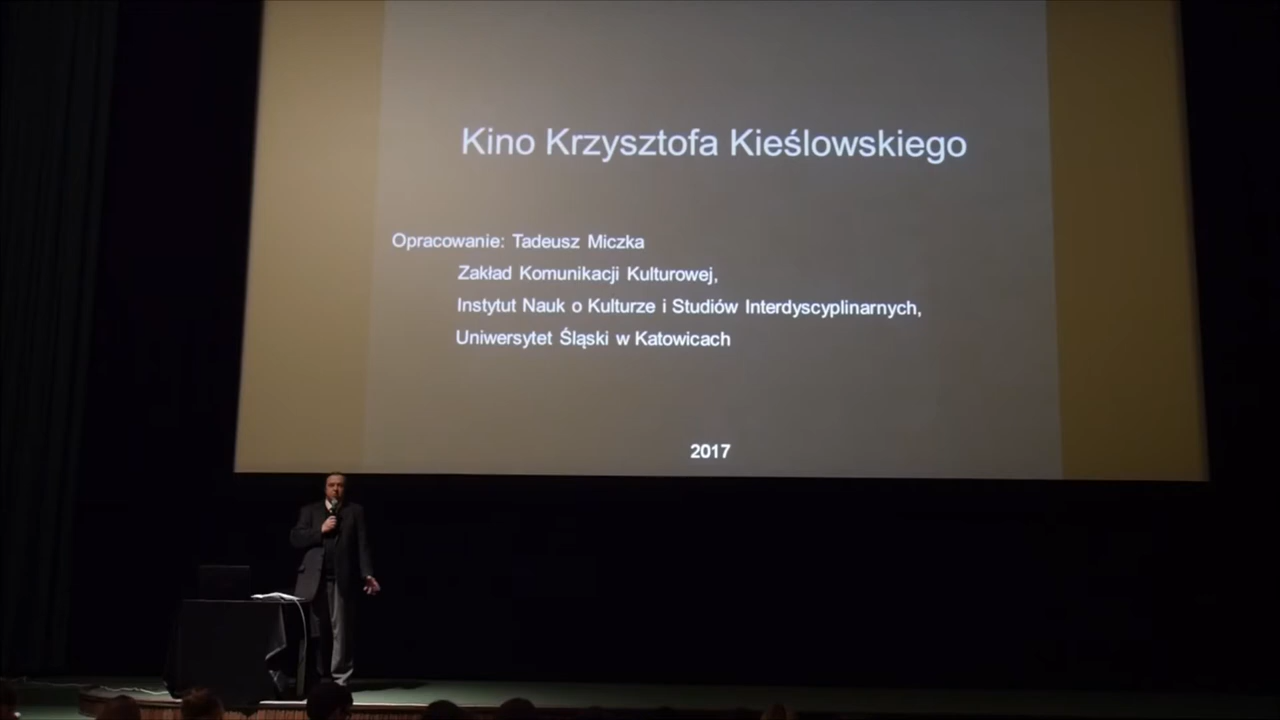 Kino Krzysztofa Kieślowskiego
Opracowanie: Tadeusz Miczka
Zakład Komunikacji Kulturowej,
Instytut Nauk o Kulturze i Studiów Interdyscyplinarnych,
Uniwersytet Śląski w Katowicach
2017